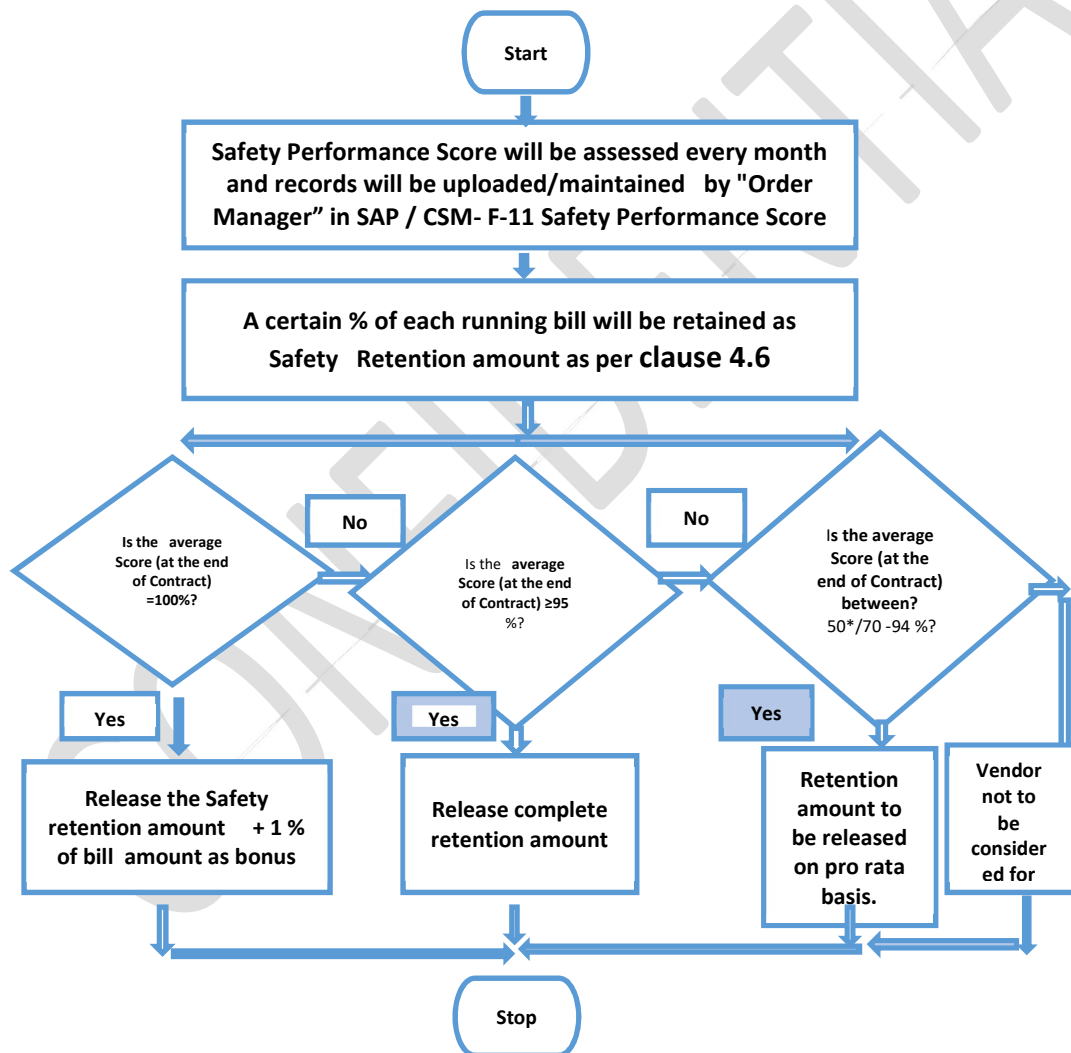 Start
Safety Performance Score will be assessed every month
and records will be uploaded/maintained by "Order
Manager” in SAP / CSM- F-11 Safety Performance Score
A certain % of each running bill will be retained as
Safety Retention amount as per clause 4.6
No
No
Is the average
Score (at the end
of Contract)
=100%?
Is the average
Score (at the end
of Contract) ≥95
%?
Is the average
Score (at the
end of Contract)
between?
50*/70 -94 %?
Yes
Yes
Yes
Release the Safety
retention amount + 1 %
of bill amount as bonus
Release complete
retention amount
Retention
amount to
be released
on pro rata
basis.
Vendor
not to
be
consider
ed for
Stop
CONFIDENTIA